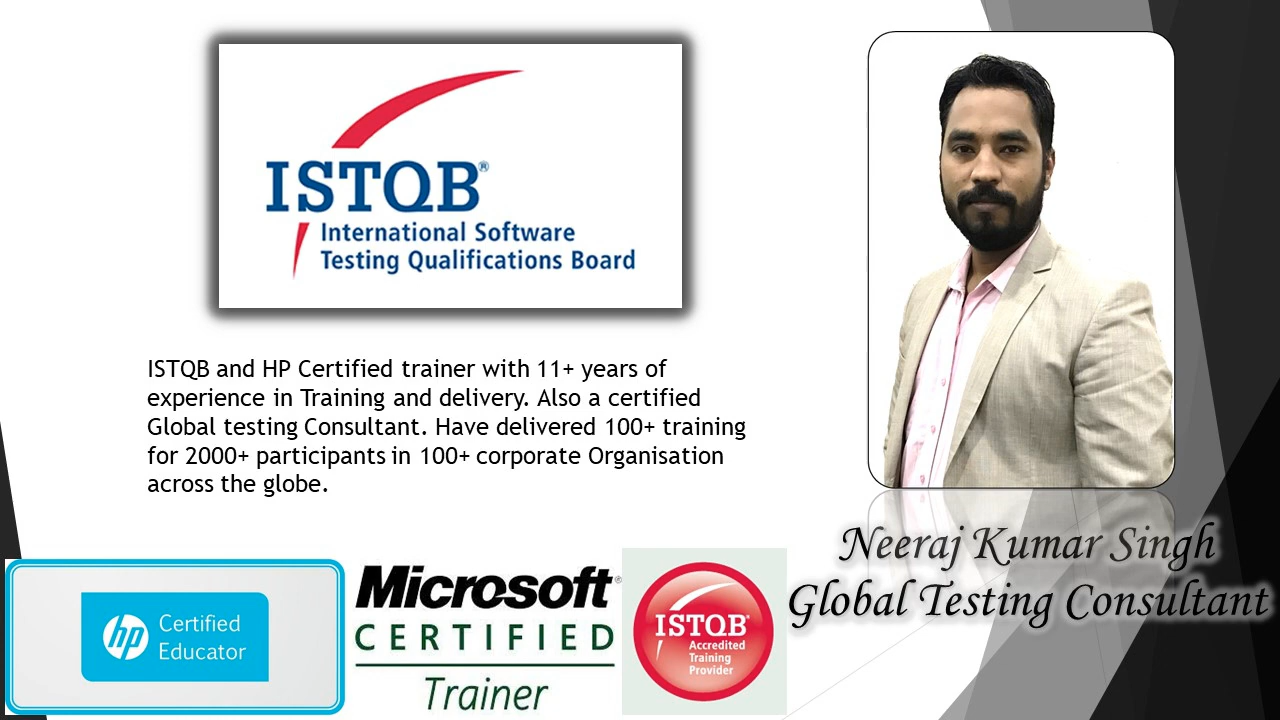 ISTQB®
International Software
Testing Qualifications Board
ISTQB and HP Certified trainer with 11+ years of
experience in Training and delivery. Also a certified
Global testing Consultant. Have delivered 100+ training
for 2000+ participants in 100+ corporate Organisation
across the globe.
Neeraj Kumar Singh
Global Testing Consultant
hp
Certified
Educator
Microsoft®
CERTIFIED
Trainer
ISTQB®
Accredited
Training
Provider